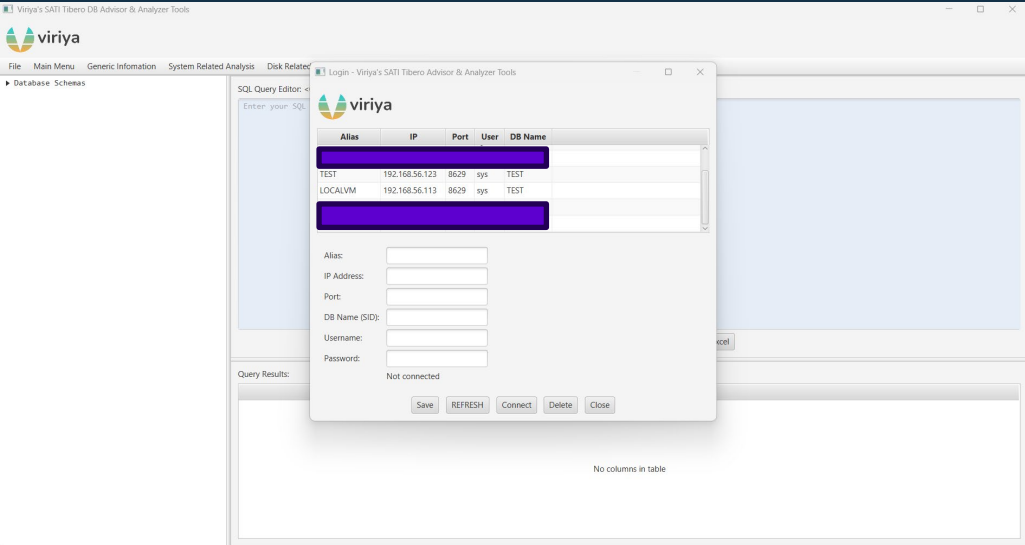 Viriya's SATI Tibero DB Advisor & Analyzer Tools
viriya
File Main Menu Generic Infomation System Related Analysis Disk Related
Database Schemas
SQL Query Editor:
Enter your SQL
Login - Viriya's SATI Tibero Advisor & Analyzer Tools
viriya
Alias IP Port User DB Name
TEST 192.168.56.123 8629 sys TEST
LOCALVM 192.168.56.113 8629 sys TEST
Alias:
IP Address:
Port:
DB Name (SID):
Username:
Password:
Not connected
Save REFRESH Connect Delete Close
xcel
Query Results:
No columns in table